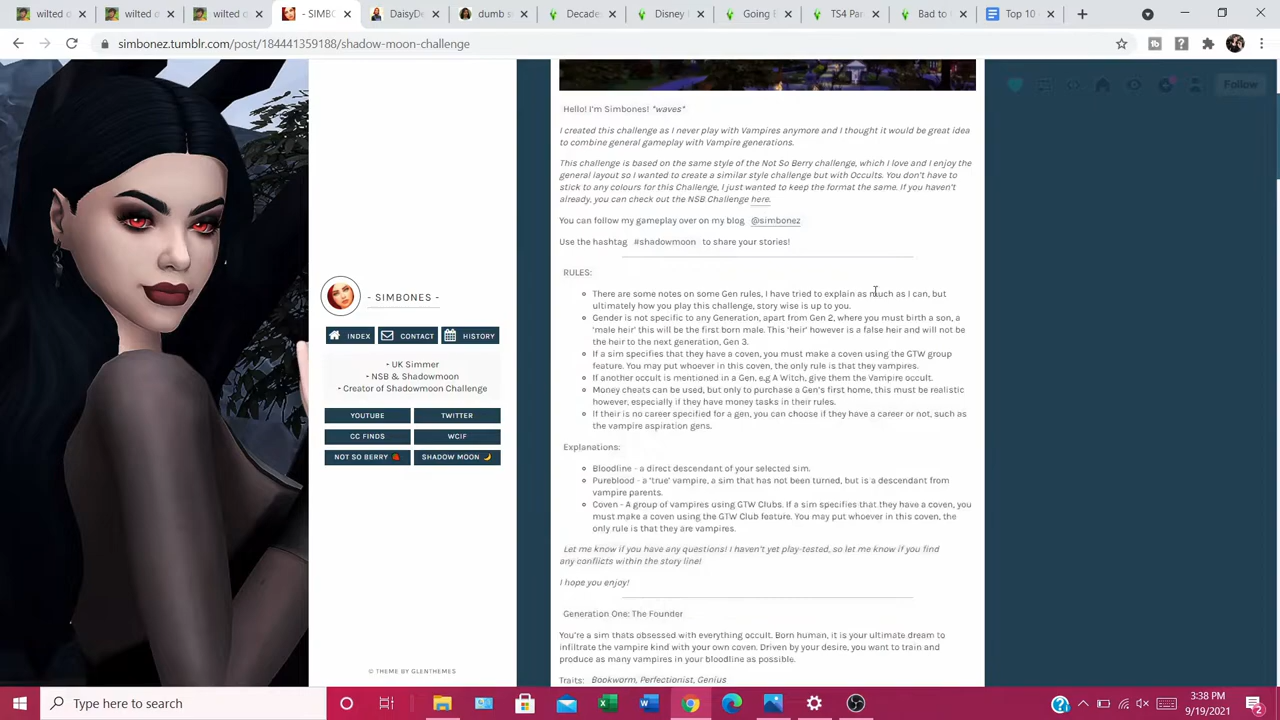 wilted d
wilted d
wilted d
- SIMBO
DaisyDe
dumb s
Decade
Disney
Going B
TS4 Par
Bad to
Top 10
simbonez.tumblr.com/post/184441359188/shadow-moon-challenge
Follow
- SIMBONES -
INDEX
CONTACT
HISTORY
- UK Simmer
- NSB & Shadowmoon
- Creator of Shadowmoon Challenge
YOUTUBE
TWITTER
CC FINDS
WCIF
NOT SO BERRY
SHADOW MOON
© THEME BY GLENTHEMES
Hello! I'm Simbones! *waves*
I created this challenge as I never play with Vampires anymore and I thought it would be great idea
to combine general gameplay with Vampire generations.
This challenge is based on the same style of the Not So Berry challenge, which I love and I enjoy the
general layout so I wanted to create a similar style challenge but with Occults. You don't have to
stick to any colours for this Challenge, I just wanted to keep the format the same. If you haven't
already, you can check out the NSB Challenge here.
You can follow my gameplay over on my blog @simbonez
Use the hashtag #shadowmoon to share your stories!
RULES:
There are some notes on some Gen rules, I have tried to explain as much as I can, but
ultimately how you play this challenge, story wise is up to you.
Gender is not specific to any Generation, apart from Gen 2, where you must birth a son, a
'male heir' this will be the first born male. This 'heir' however is a false heir and will not be
the heir to the next generation, Gen 3.
If a sim specifies that they have a coven, you must make a coven using the GTW group
feature. You may put whoever in this coven, the only rule is that they vampires.
If another occult is mentioned in a Gen, e.g A Witch, give them the Vampire occult.
Money cheats can be used, but only to purchase a Gen's first home, this must be realistic
however, especially if they have money tasks in their rules.
If their is no career specified for a gen, you can choose if they have a career or not, such as
the vampire aspiration gens.
Explanations:
Bloodline - a direct descendant of your selected sim.
Pureblood - a 'true' vampire, a sim that has not been turned, but is a descendant from
vampire parents.
Coven - A group of vampires using GTW Clubs. If a sim specifies that they have a coven, you
must make a coven using the GTW Club feature. You may put whoever in this coven, the
only rule is that they are vampires.
Let me know if you have any questions! I haven't yet play-tested, so let me know if you find
any conflicts within the story line!
I hope you enjoy!
Generation One: The Founder
You're a sim thats obsessed with everything occult. Born human, it is your ultimate dream to
infiltrate the vampire kind with your own coven. Driven by your desire, you want to train and
produce as many vampires in your bloodline as possible.
Traits: Bookworm, Perfectionist, Genius
Type here to search
3:38 PM
9/19/2021
2